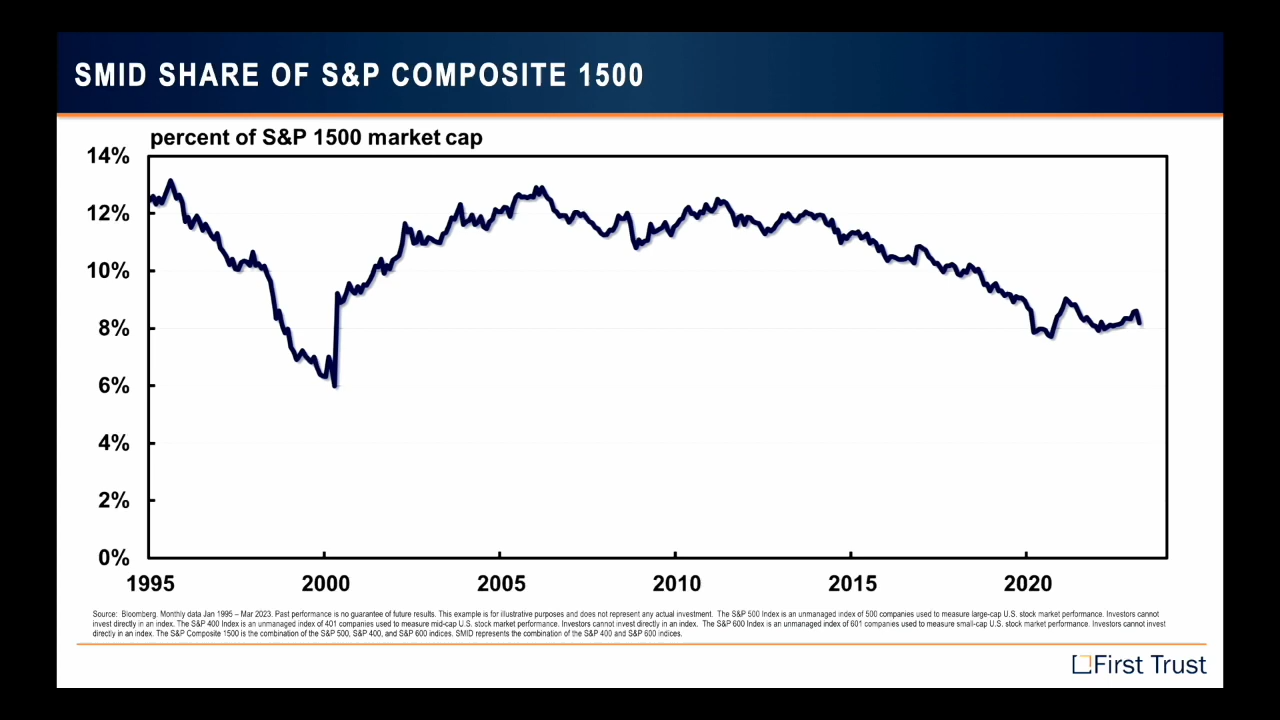 SMID SHARE OF S&P COMPOSITE 1500
percent of S&P 1500 market cap
14%
12%
10%
8%
6%
4%
2%
0%
1995 2000 2005 2010 2015 2020
Source: Bloomberg. Monthly data Jan 1995 – Mar 2023. Past performance is no guarantee of future results. This example is for illustrative purposes and does not represent any actual investment. The S&P 500 Index is an unmanaged index of 500 companies used to measure large-cap U.S. stock market performance. Investors cannot
invest directly in an index. The S&P 400 Index is an unmanaged index of 401 companies used to measure mid-cap U.S. stock market performance. Investors cannot invest directly in an index. The S&P 600 Index is an unmanaged index of 601 companies used to measure small-cap U.S. stock market performance. Investors cannot invest
directly in an index. The S&P Composite 1500 is the combination of the S&P 500, S&P 400, and S&P 600 indices. SMID represents the combination of the S&P 400 and S&P 600 indices.
First Trust